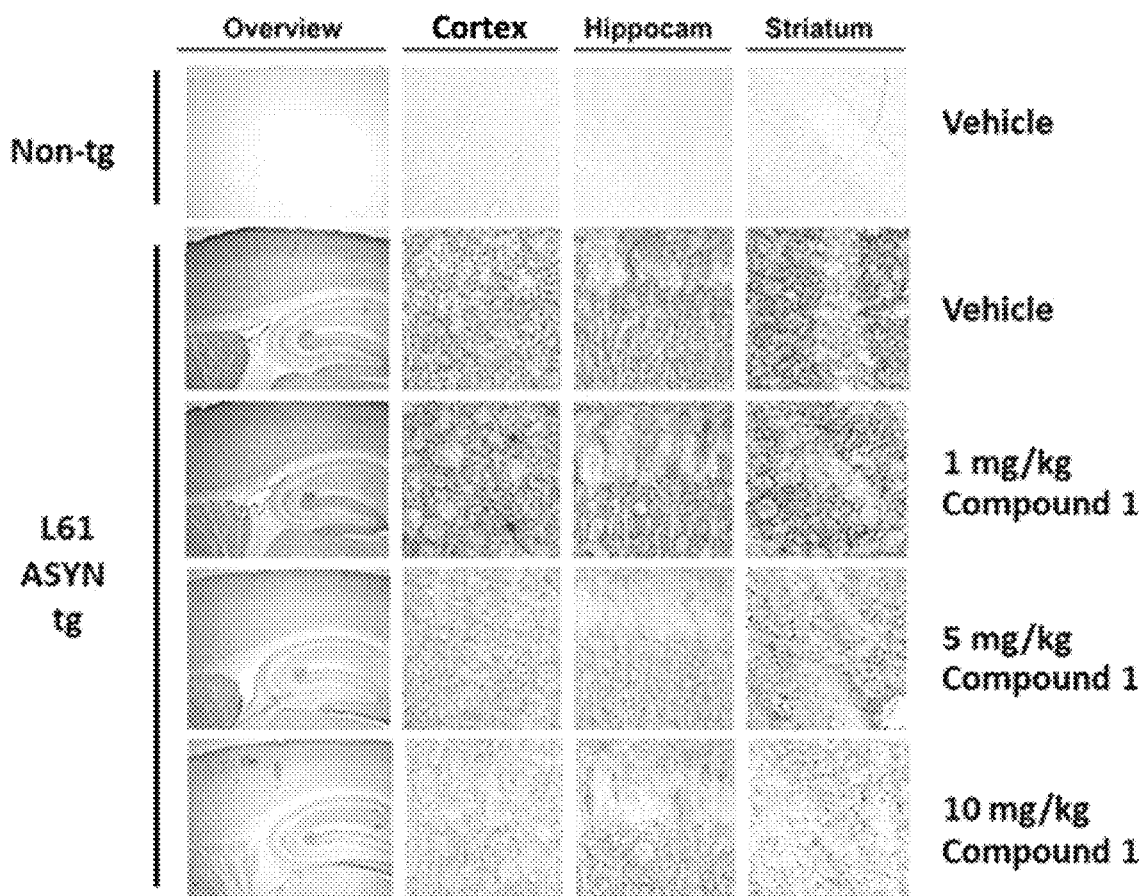 Overview Cortex Hippocam Striatum
Non-tg
Vehicle
Vehicle
1 mg/kg
Compound 1
L61
ASYN
tg
5 mg/kg
Compound 1
10 mg/kg
Compound 1